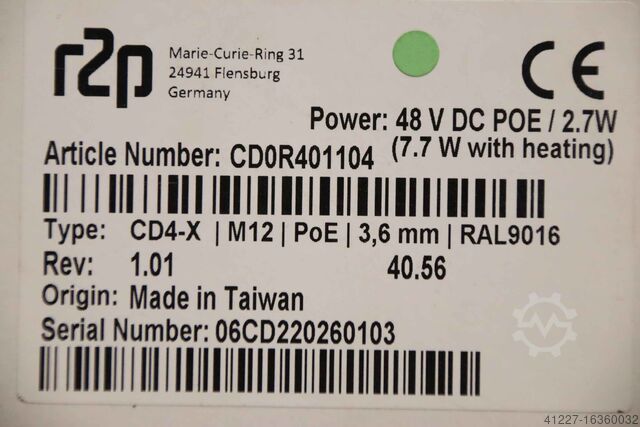 r2p
Marie-Curie-Ring 31
24941 Flensburg
Germany
CE
Power: 48 V DC POE / 2.7W
(7.7 W with heating)
Article Number: CD0R401104
Type: CD4-X | M12 | PoE | 3,6 mm | RAL9016
Rev: 1.01 40.56
Origin: Made in Taiwan
Serial Number: 06CD220260103
41227-16360032